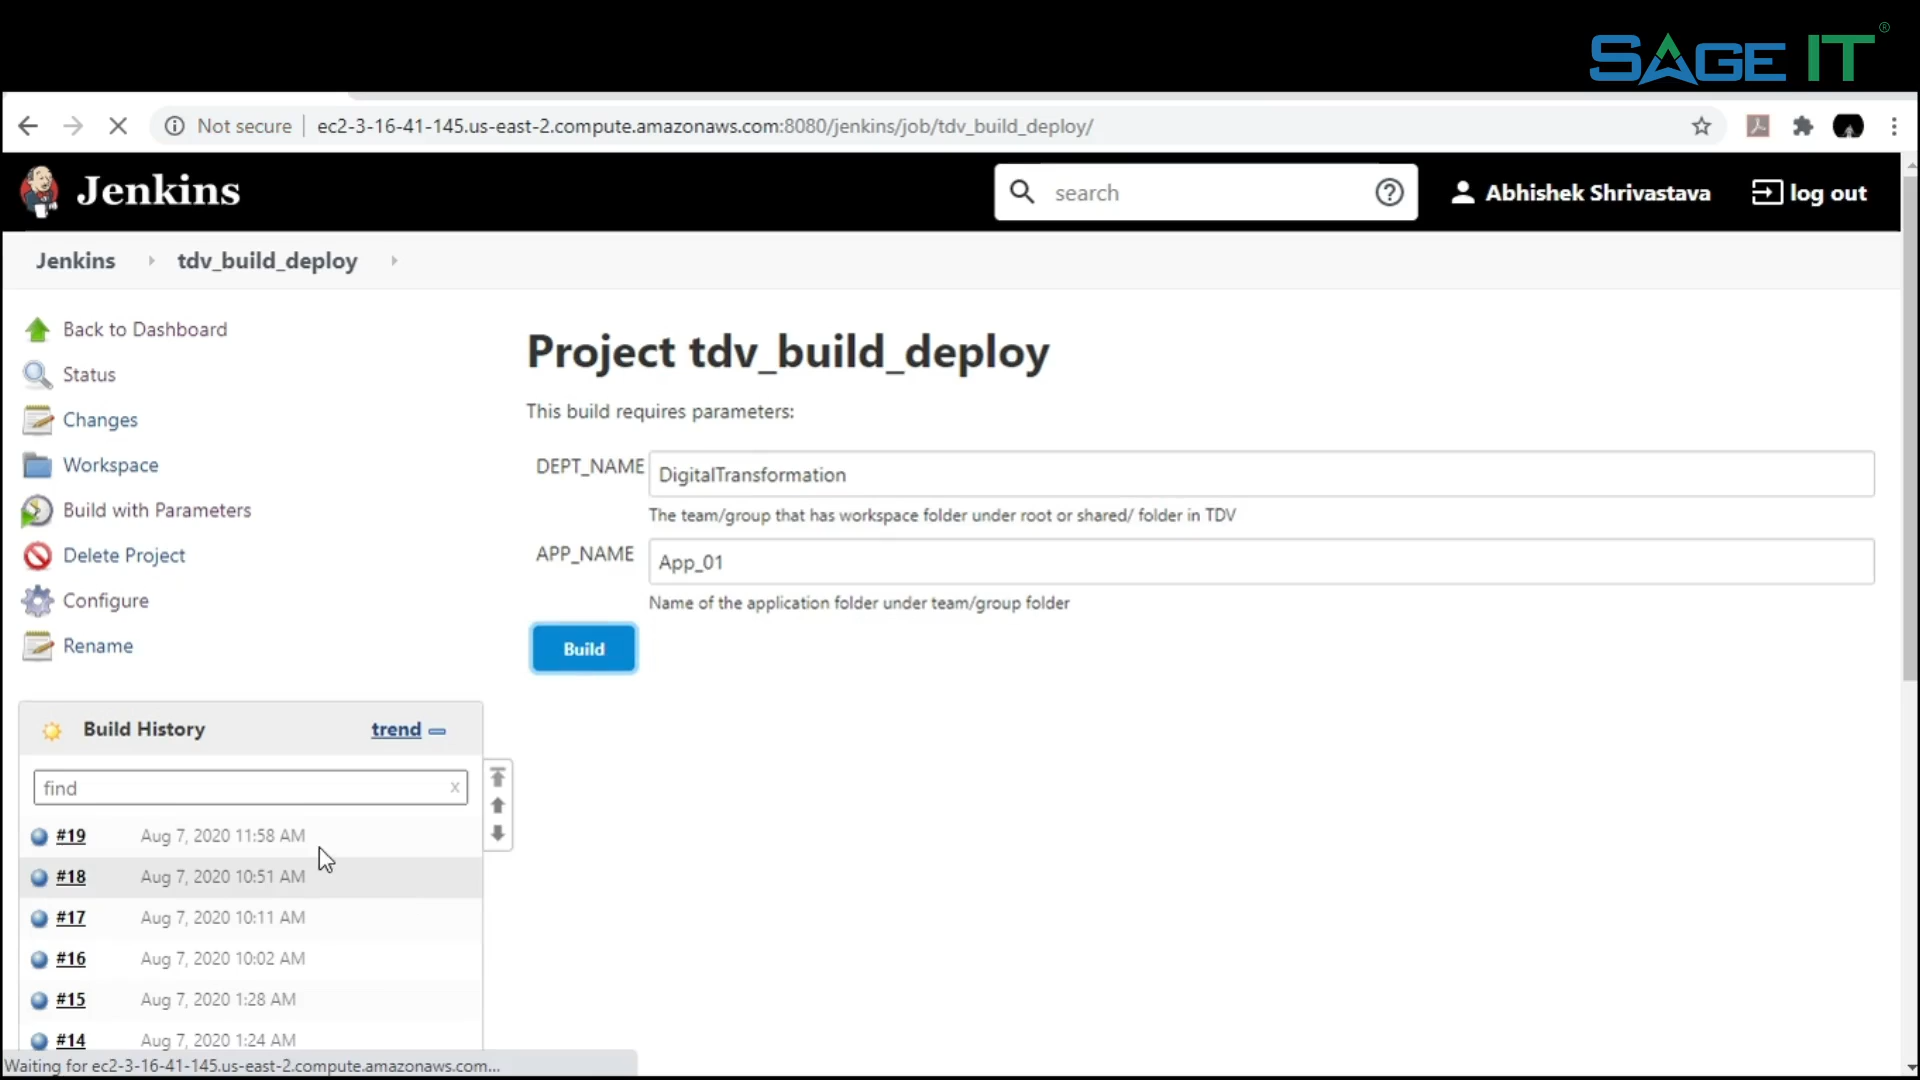 SAGE IT®
Not secure
ec2-3-16-41-145.us-east-2.compute.amazonaws.com:8080/jenkins/job/tdv_build_deploy/
Jenkins
search
Abhishek Shrivastava
log out
Jenkins
tdv_build_deploy
Back to Dashboard
Status
Changes
Workspace
Build with Parameters
Delete Project
Configure
Rename
Project tdv_build_deploy
This build requires parameters:
DEPT_NAME
DigitalTransformation
The team/group that has workspace folder under root or shared/ folder in TDV
APP_NAME
App_01
Name of the application folder under team/group folder
Build
Build History
trend
find
x
#19 Aug 7, 2020 11:58 AM
#18 Aug 7, 2020 10:51 AM
#17 Aug 7, 2020 10:11 AM
#16 Aug 7, 2020 10:02 AM
#15 Aug 7, 2020 1:28 AM
#14 Aug 7, 2020 1:24 AM
Waiting for ec2-3-16-41-145.us-east-2.compute.amazonaws.com...